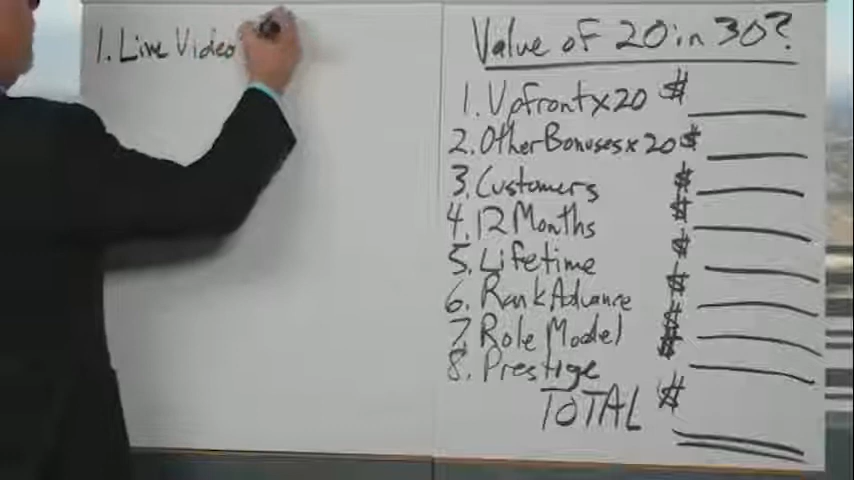 1. Live Video
Value of 20 in 30?
1. Upfront x 20 $
2. Other Bonuses x 20 $
3. Customers $
4. 12 Months $
5. Lifetime $
6. Rank Advance $
7. Role Model $
8. Prestige $
TOTAL $